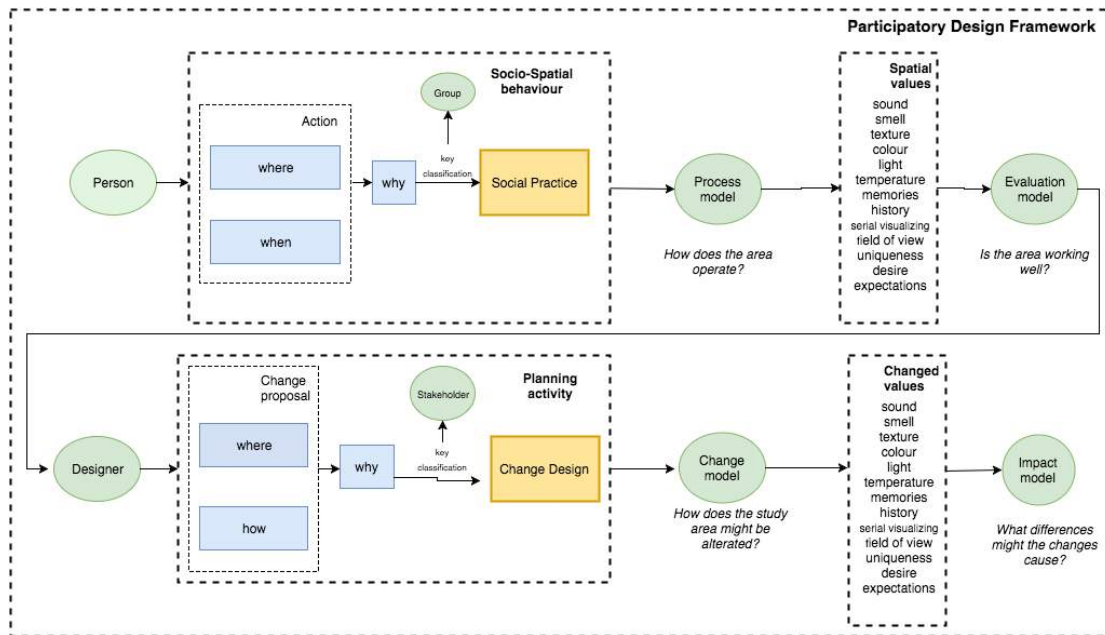 Participatory Design Framework
Socio-Spatial
behaviour
Group
Action
where
when
Person
why
key
classification
Social Practice
Process
model
How does the area
operate?
Spatial
values
sound
smell
texture
colour
light
temperature
memories
history
serial visualizing
field of view
uniqueness
desire
expectations
Evaluation
model
Is the area working
well?
Planning
activity
Stakeholder
Change
proposal
where
how
Designer
why
key
classification
Change Design
Change
model
How does the study
area might be
alterated?
Changed
values
sound
smell
texture
colour
light
temperature
memories
history
serial visualizing
field of view
uniqueness
desire
expectations
Impact
model
What differences
might the changes
cause?